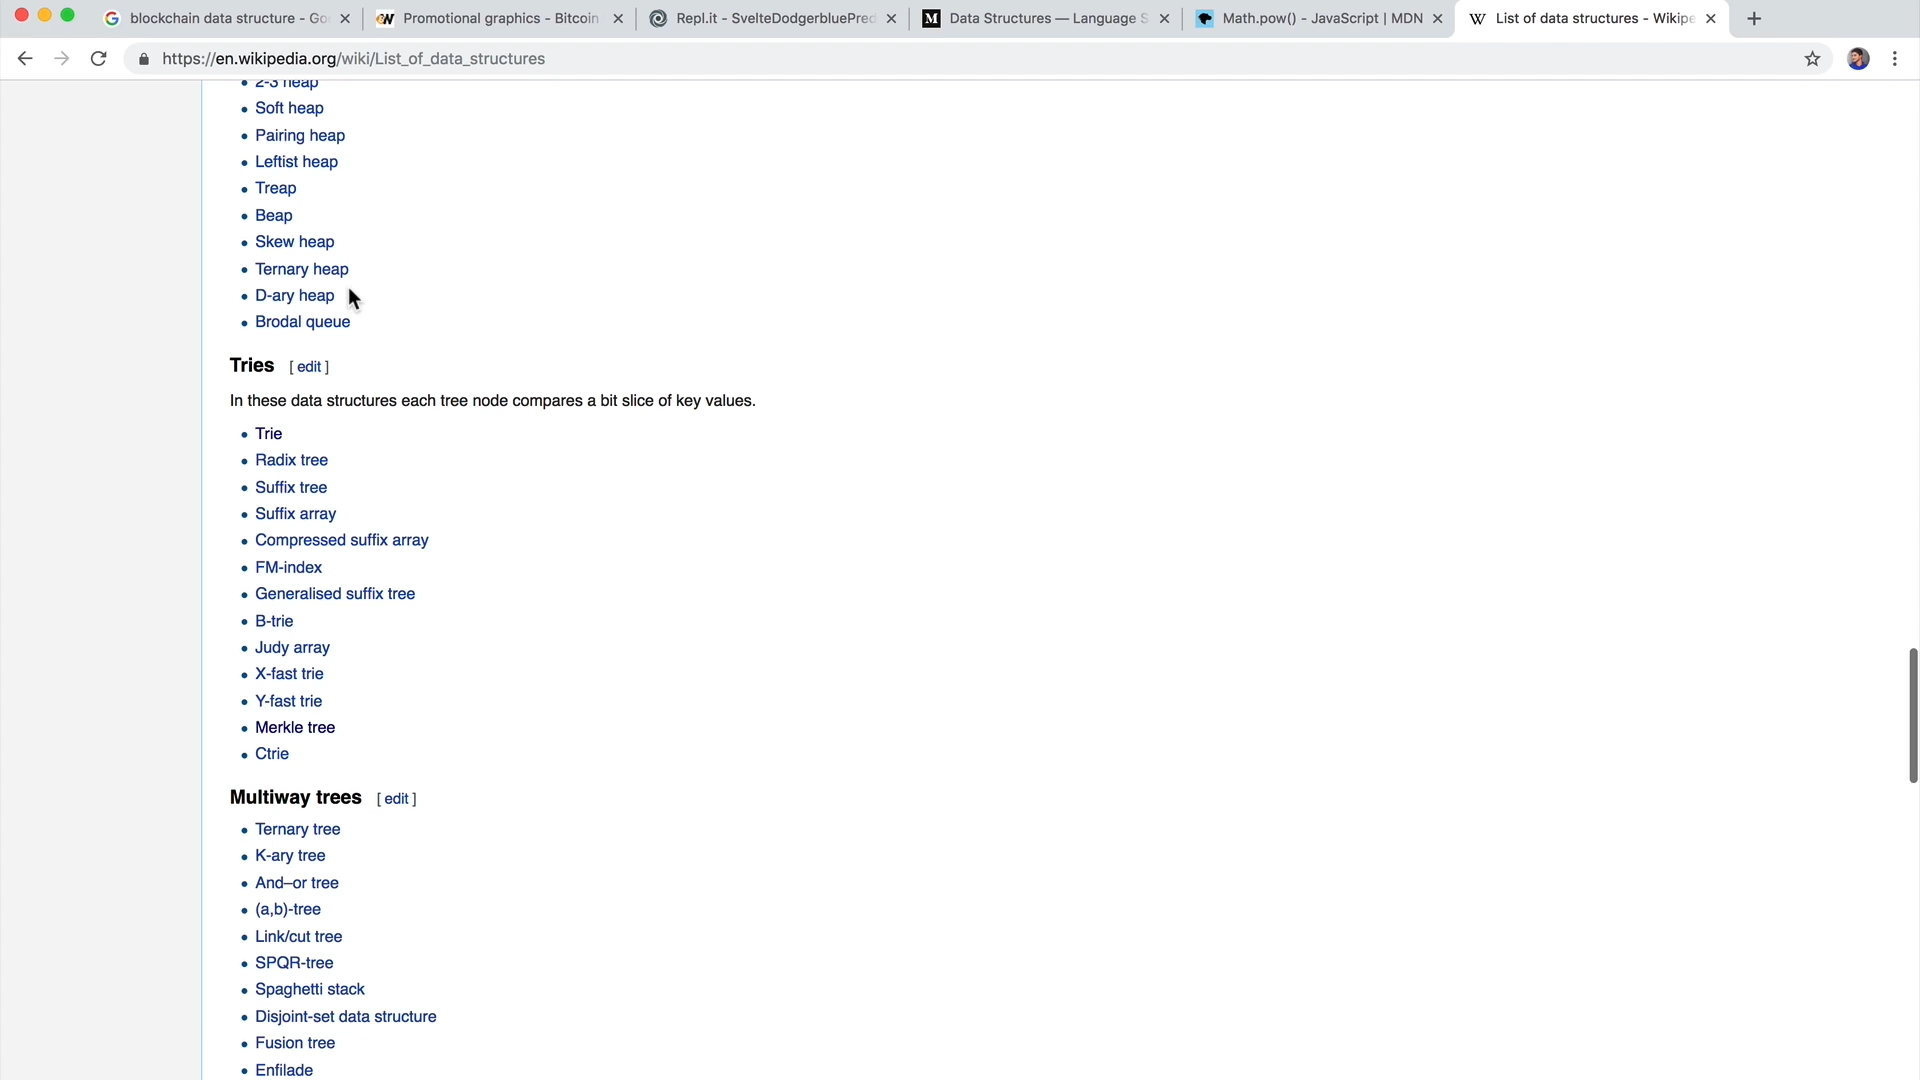 blockchain data structure - Go
Promotional graphics - Bitcoin
Repl.it - SvelteDodgerbluePred
M
Data Structures — Language S
Math.pow() - JavaScript | MDN
W
List of data structures - Wikipe
https://en.wikipedia.org/wiki/List_of_data_structures
2-3 heap
Soft heap
Pairing heap
Leftist heap
Treap
Beap
Skew heap
Ternary heap
D-ary heap
Brodal queue
Tries [ edit ]
In these data structures each tree node compares a bit slice of key values.
Trie
Radix tree
Suffix tree
Suffix array
Compressed suffix array
FM-index
Generalised suffix tree
B-trie
Judy array
X-fast trie
Y-fast trie
Merkle tree
Ctrie
Multiway trees [ edit ]
Ternary tree
K-ary tree
And–or tree
(a,b)-tree
Link/cut tree
SPQR-tree
Spaghetti stack
Disjoint-set data structure
Fusion tree
Enfilade